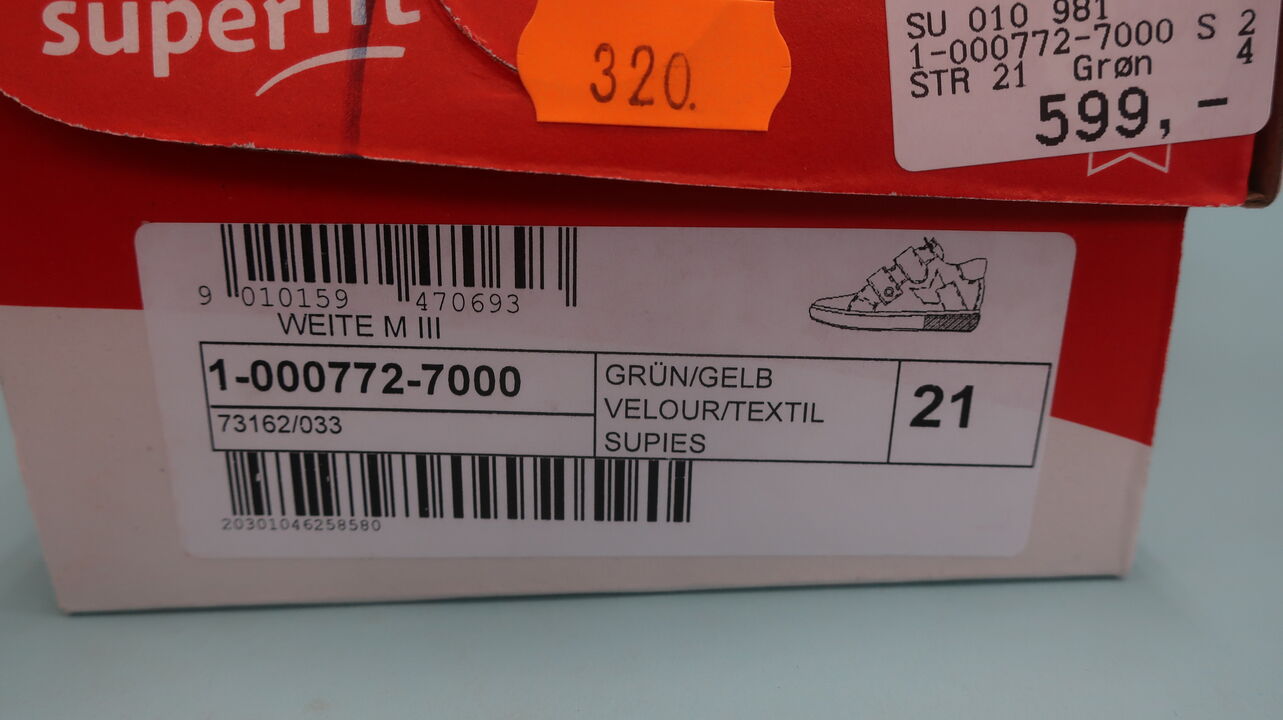 superfit
320.
SU 010 981
1-000772-7000 S 2
4
STR 21 Grøn
599,-
9 010159 470693
WEITE M III
1-000772-7000
73162/033
GRÜN/GELB
VELOUR/TEXTIL
SUPIES
21
20301046258580